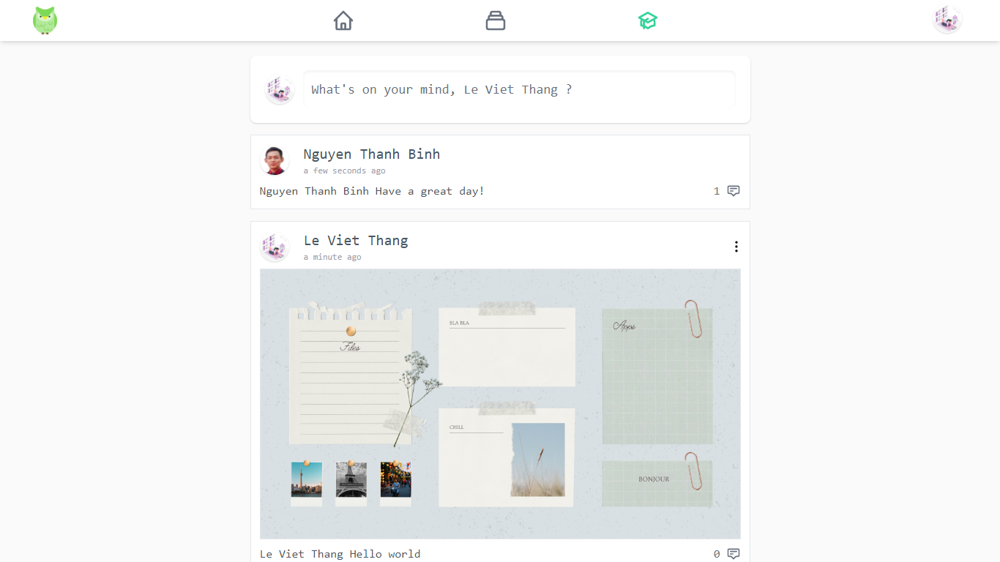 What's on your mind, Le Viet Thang ?
Nguyen Thanh Binh
a few seconds ago
Nguyen Thanh Binh Have a great day!
1
Le Viet Thang
a minute ago
Files
BLA BLA
CHILL
Apps
BONJOUR
Le Viet Thang Hello world
0